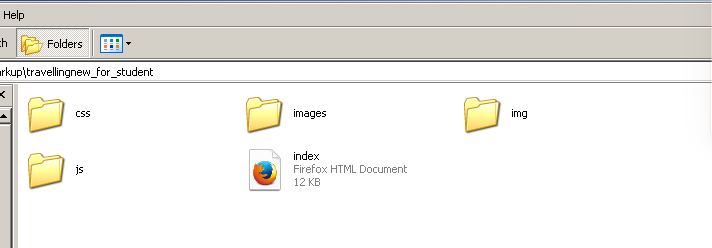 Help
Folders
arkup\travellingnew_for_student
css
images
img
js
index
Firefox HTML Document
12 KB